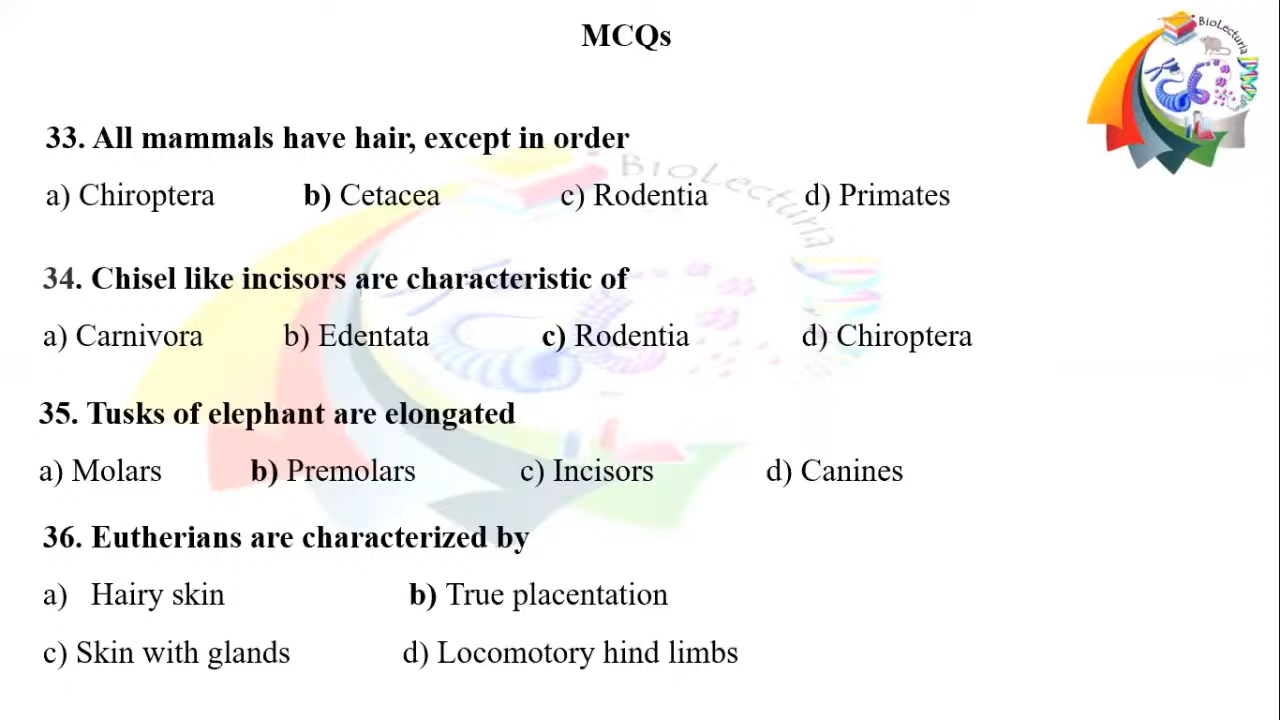 MCQs
BioLecturia
33. All mammals have hair, except in order
a) Chiroptera b) Cetacea c) Rodentia d) Primates
BioLecturia
34. Chisel like incisors are characteristic of
a) Carnivora b) Edentata c) Rodentia d) Chiroptera
35. Tusks of elephant are elongated
a) Molars b) Premolars c) Incisors d) Canines
36. Eutherians are characterized by
a) Hairy skin b) True placentation
c) Skin with glands d) Locomotory hind limbs